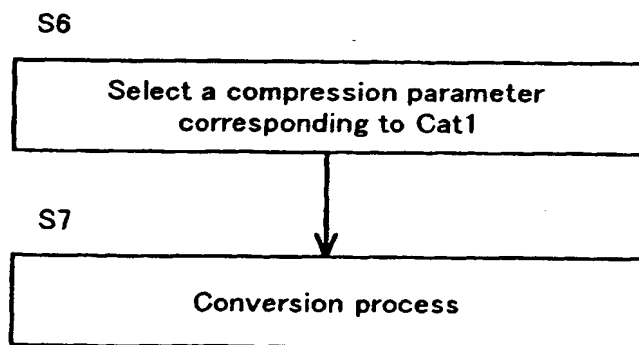 S6
Select a compression parameter
corresponding to Cat1
S7
Conversion process